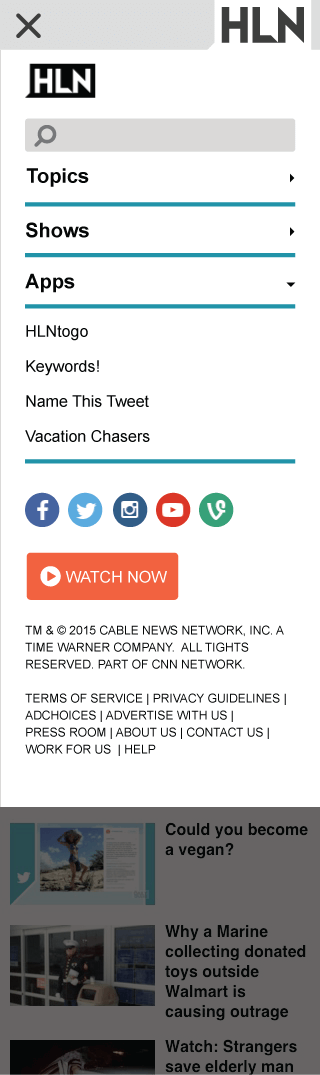 HLN
HLN
Topics
Shows
Apps
HLNtogo
Keywords!
Name This Tweet
Vacation Chasers
WATCH NOW
TM & © 2015 CABLE NEWS NETWORK, INC. A
TIME WARNER COMPANY.  ALL TIGHTS
RESERVED. PART OF CNN NETWORK.
TERMS OF SERVICE | PRIVACY GUIDELINES |
ADCHOICES | ADVERTISE WITH US |
PRESS ROOM | ABOUT US | CONTACT US |
WORK FOR US  | HELP
Could you become
a vegan?
Why a Marine
collecting donated
toys outside
Walmart is
causing outrage
Watch: Strangers
save elderly man